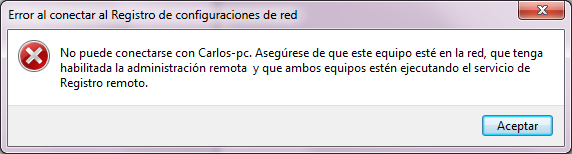 Error al conectar al Registro de configuraciones de red
No puede conectarse con Carlos-pc. Asegúrese de que este equipo esté en la red, que tenga
habilitada la administración remota  y que ambos equipos estén ejecutando el servicio de
Registro remoto.
Aceptar